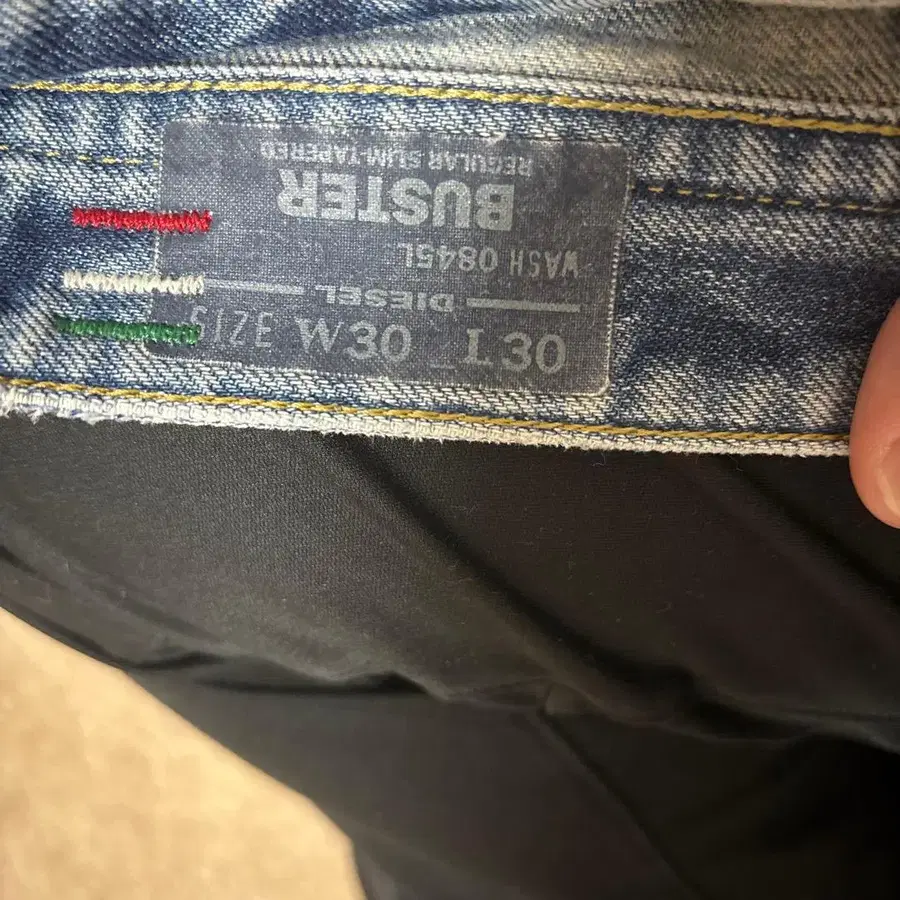 DIESEL
WASH 0845L
BUSTER
REGULAR SLIM TAPERED
SIZE W30 L30